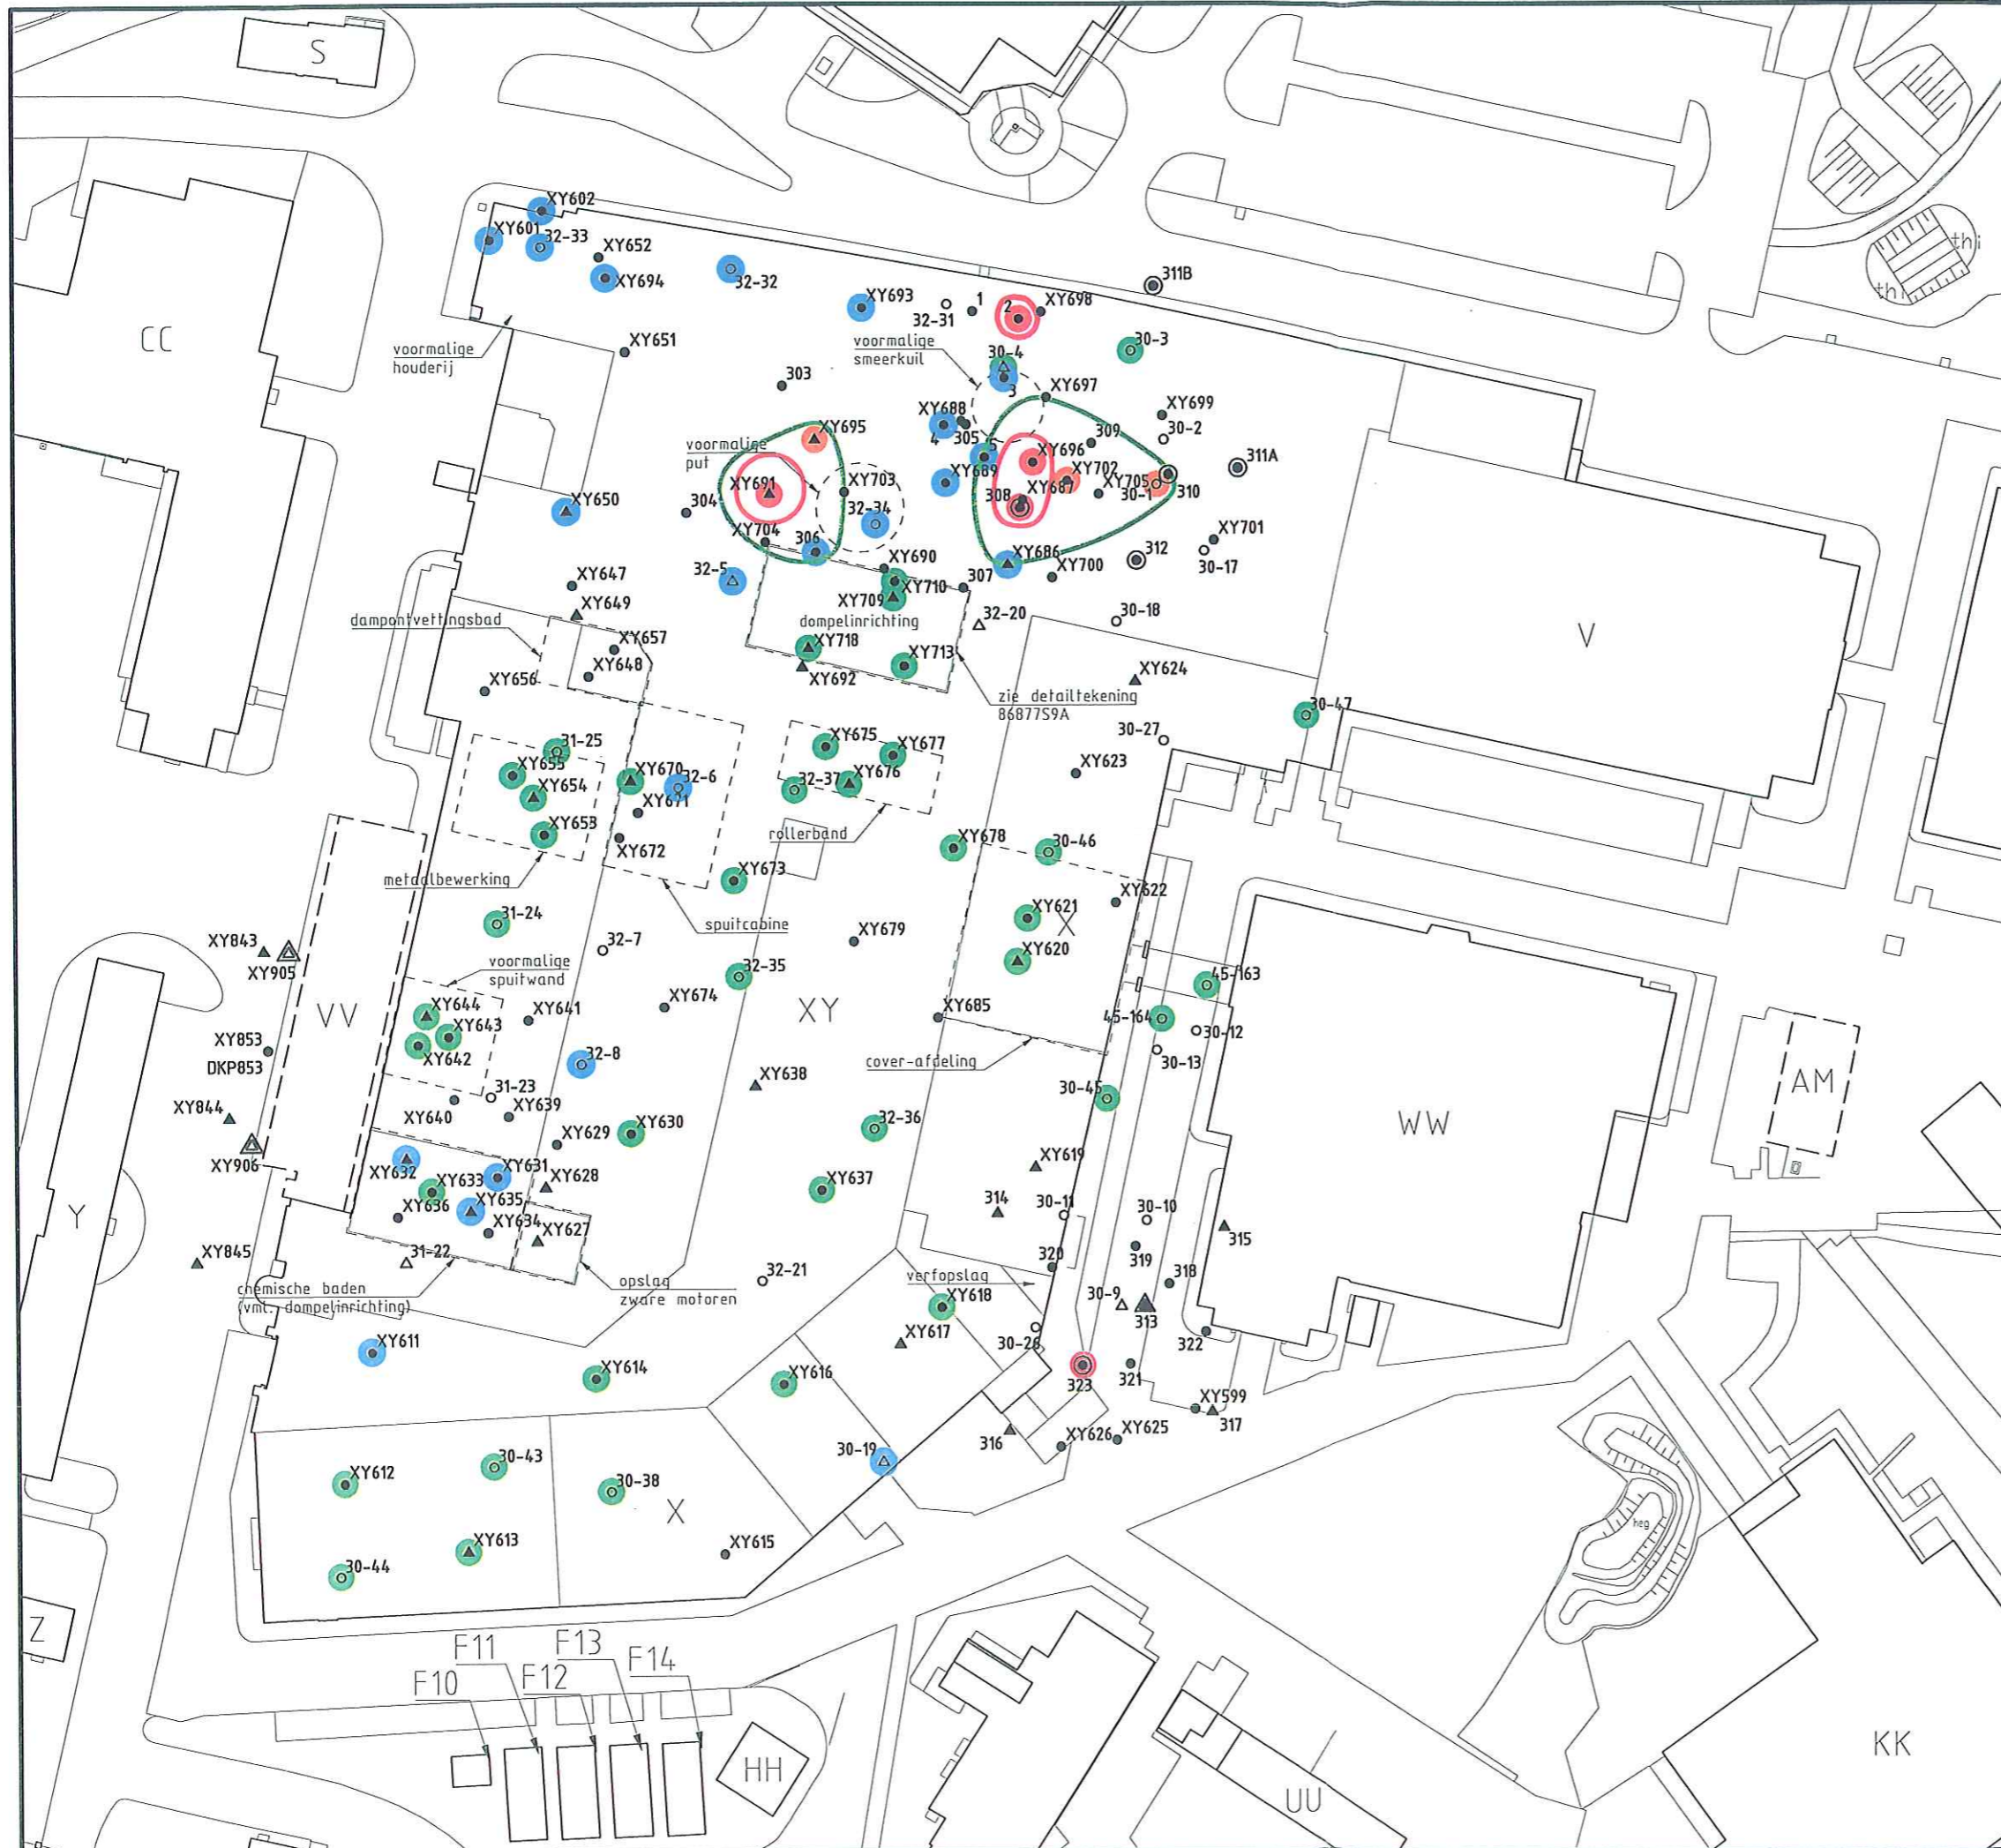 S
CC
XY602
XY601
32-33
XY652
XY694
32-32
XY693
32-31
1
2
XY698
311B
thi
thi
voormalige
houderij
XY651
voormalige
smeerkuil
30-4
3
30-3
303
XY697
XY688
4
305
5
XY699
30-2
309
XY695
voormalige
put
XY696
XY702
XY705
30-1
310
311A
XY689
XY691
XY703
308
XY687
304
32-34
XY650
XY704
306
XY690
XY686
312
XY701
30-17
XY700
32-5
XY710
307
XY709
dompelinrichting
32-20
30-18
XY647
XY649
dampontvettingsbad
XY657
XY648
XY718
XY713
XY692
XY656
XY624
zie detailtekening
86877S9A
V
30-47
30-27
31-25
XY655
XY654
XY653
XY670
32-6
XY671
XY672
XY675
XY677
32-37
XY676
XY623
rollerband
XY678
30-46
metaalbewerking
XY673
XY622
spuitcabine
31-24
XY621
X
XY843
XY905
32-7
XY679
XY620
voormalige
spuitwand
32-35
45-163
VV
XY644
XY643
XY642
XY641
XY674
XY
XY685
45-164
30-12
30-13
XY853
DKP853
32-8
cover-afdeling
XY638
30-45
AM
31-23
XY640
XY639
XY844
XY906
XY629
XY630
32-36
WW
XY632
XY633
XY631
XY628
XY619
Y
XY636
XY635
XY634
XY627
XY637
314
30-11
30-10
319
315
XY845
31-22
320
318
chemische baden
(vml. dompelinrichting)
opslag
zware motoren
32-21
verfopslag
30-9
313
XY618
XY617
30-26
322
XY611
XY614
XY616
323
321
XY599
317
316
XY626
XY625
30-19
XY612
30-43
30-38
X
XY613
XY615
30-44
heg
Z
F11
F13
F10
F12
F14
HH
UU
KK